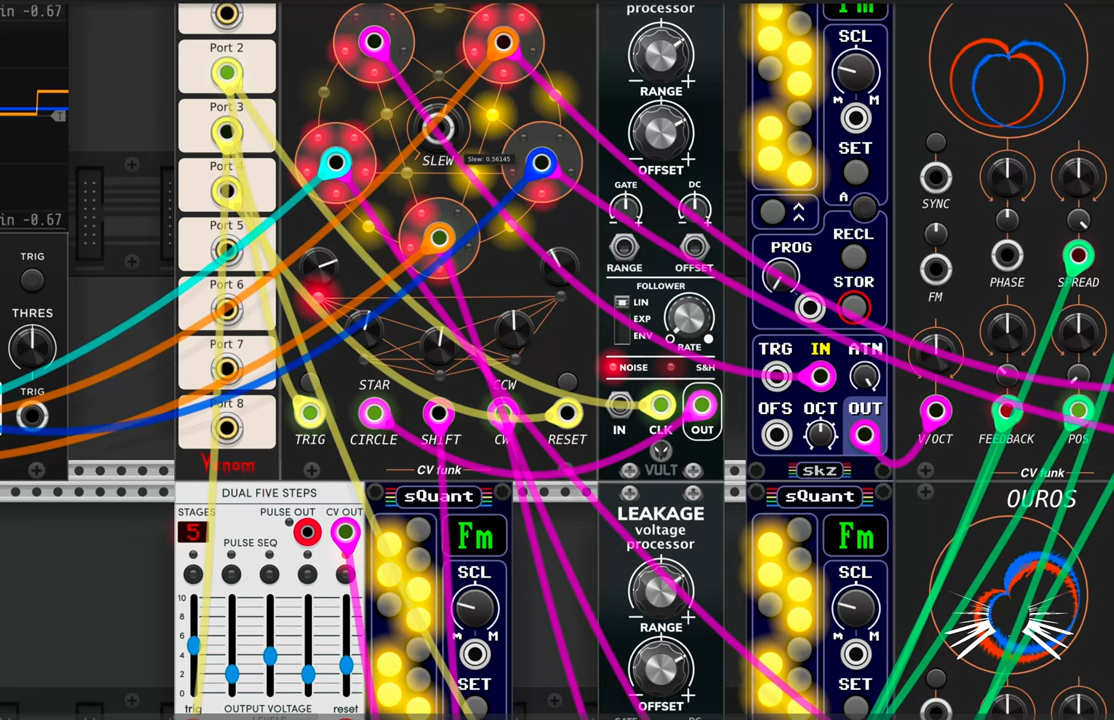 in -0.67
in -0.67
TRIG
THRES
TRIG
Port 2
Port 3
Port 4
Port 5
Port 6
Port 7
Port 8
Venom
SLEW
Slew: 0.56145
STAR
CCW
TRIG
CIRCLE
SHIFT
CW
RESET
CV funk
processor
RANGE
OFFSET
GATE
DC
RANGE
OFFSET
FOLLOWER
LIN
EXP
ENV
RATE
NOISE
S&H
IN
CLK
OUT
VULT
Fm
SCL
M M
SET
A
PROG
RECL
STOR
TRG
IN
ATN
OFS
OCT
OUT
skz
SYNC
FM
PHASE
SPREAD
V/OCT
FEEDBACK
POS
CV funk
DUAL FIVE STEPS
STAGES
PULSE OUT
CV OUT
5
PULSE SEQ
10
8
6
4
2
0
trig
OUTPUT VOLTAGE
reset
sQuant
Fm
SCL
M M
SET
LEAKAGE
voltage
processor
RANGE
OFFSET
sQuant
Fm
SCL
M M
SET
OUROS